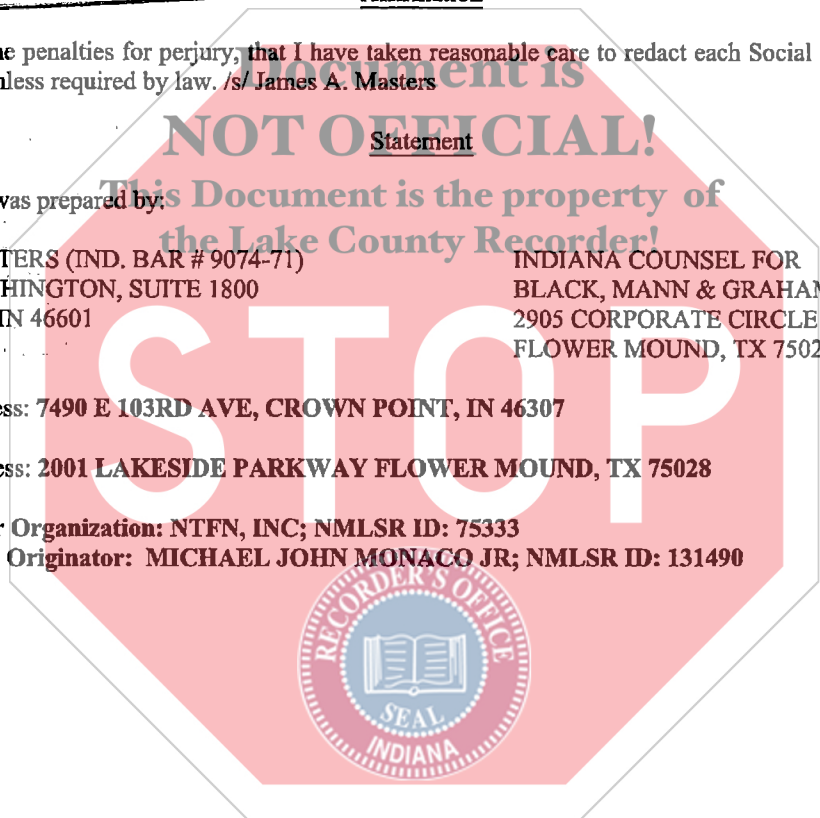 e penalties for perjury, that I have taken reasonable care to redact each Social
less required by law. /s/ James A. Masters
Document is
NOT OFFICIAL!
Statement
This Document is the property of
was prepared by:
the Lake County Recorder!
TERS (IND. BAR # 9074-71)
INDIANA COUNSEL FOR
HINGTON, SUITE 1800
BLACK, MANN & GRAHAM
IN 46601
2905 CORPORATE CIRCLE
FLOWER MOUND, TX 7502
STOP
ess: 7490 E 103RD AVE, CROWN POINT, IN 46307
ess: 2001 LAKESIDE PARKWAY FLOWER MOUND, TX 75028
r Organization: NTFN, INC; NMLSR ID: 75333
Originator: MICHAEL JOHN MONACO JR; NMLSR ID: 131490
RECORDER'S OFFICE
SEAL
INDIANA